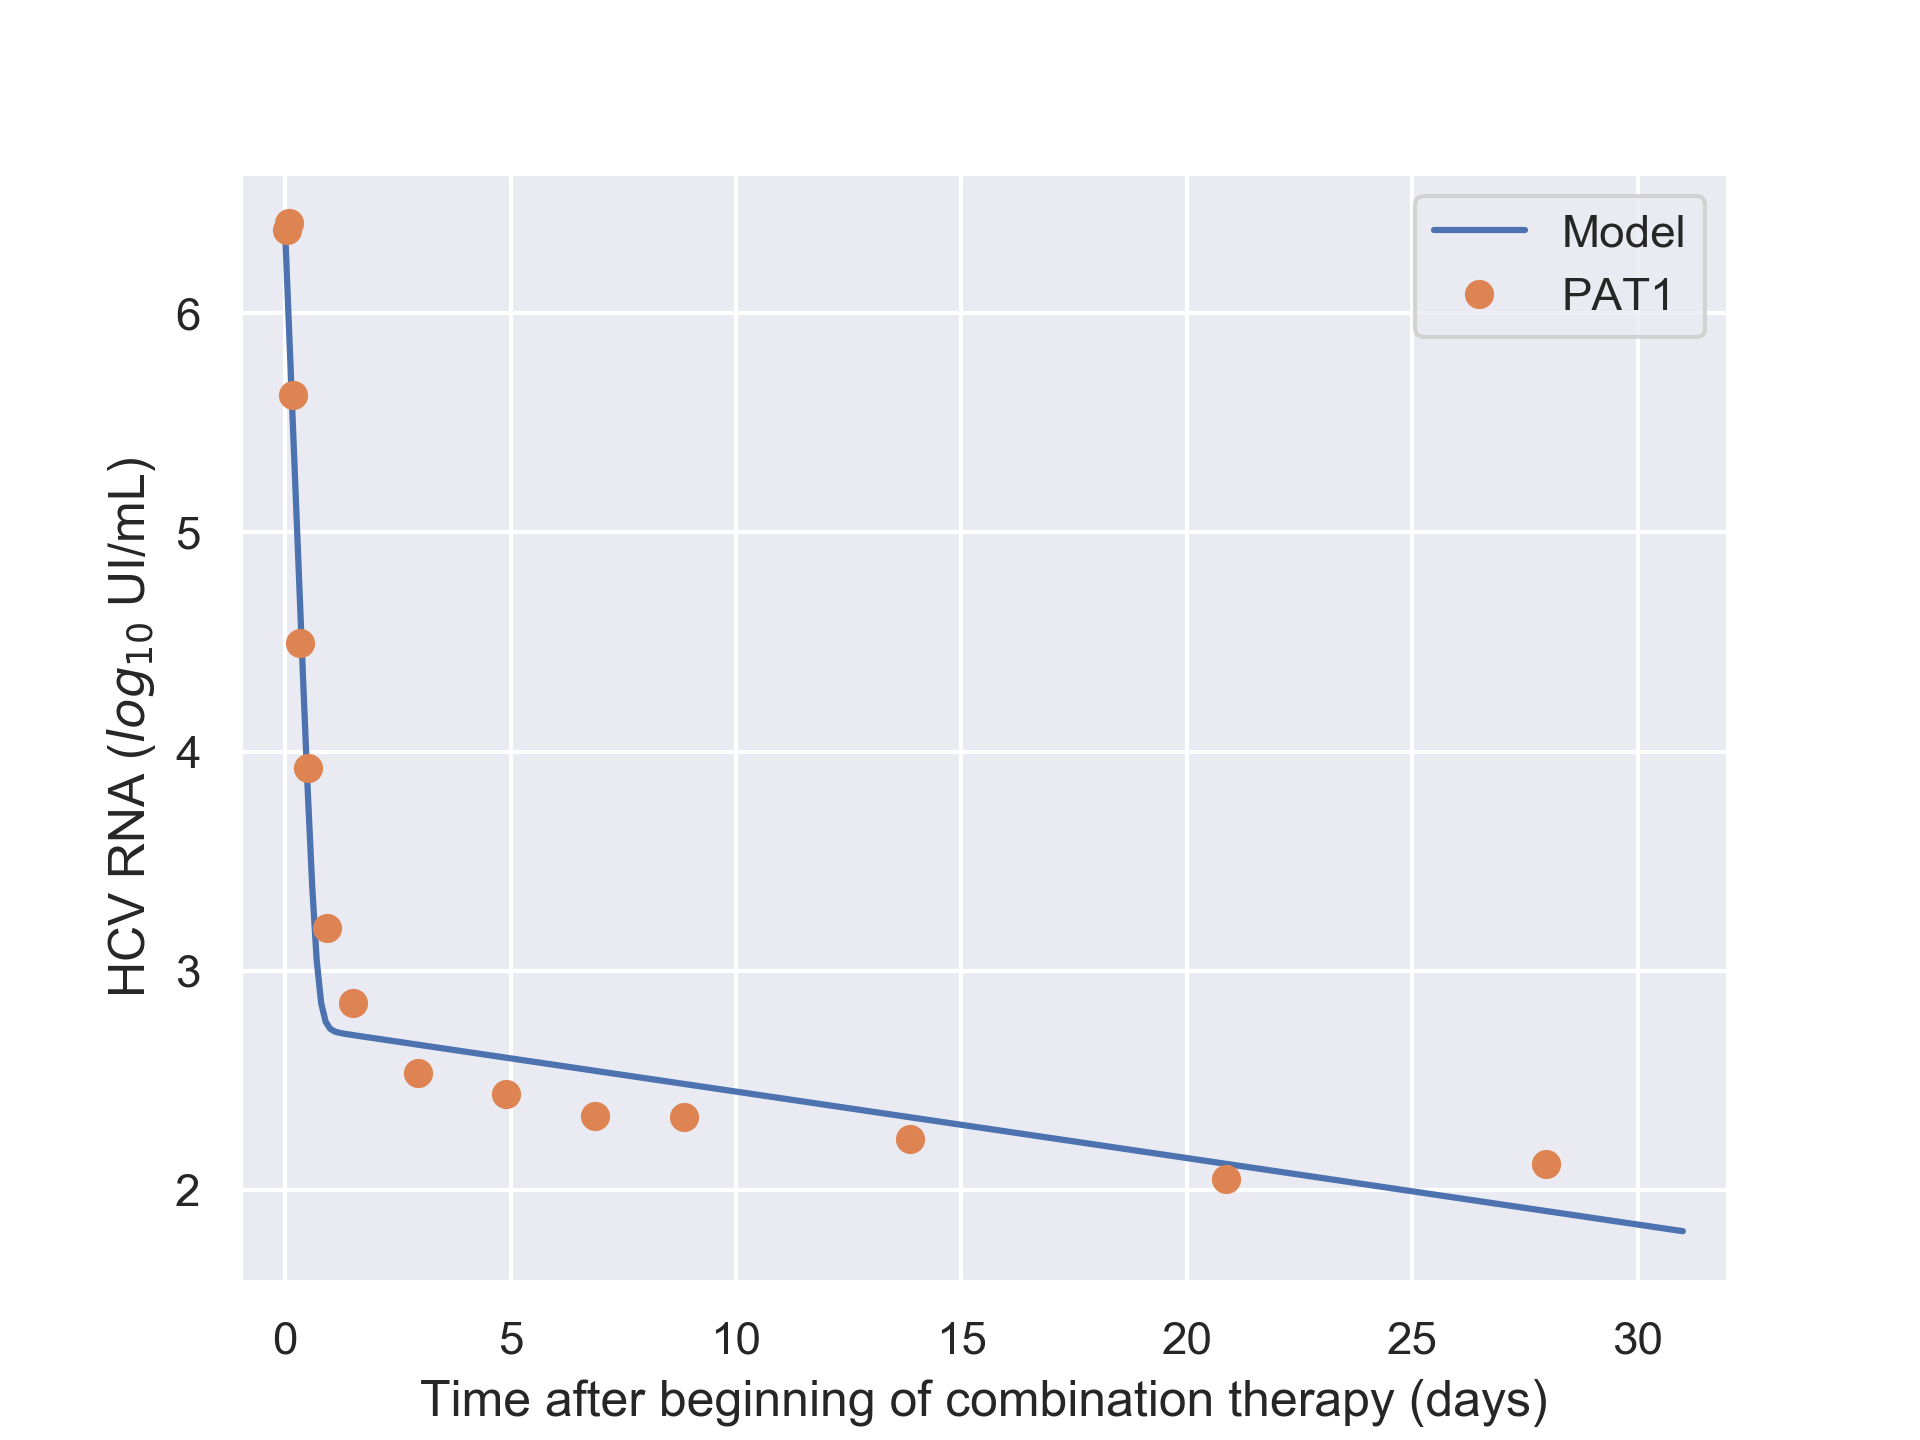 Model
PAT1
6
5
4
3
2
HCV RNA (log10 UI/mL)
0 5 10 15 20 25 30
Time after beginning of combination therapy (days)